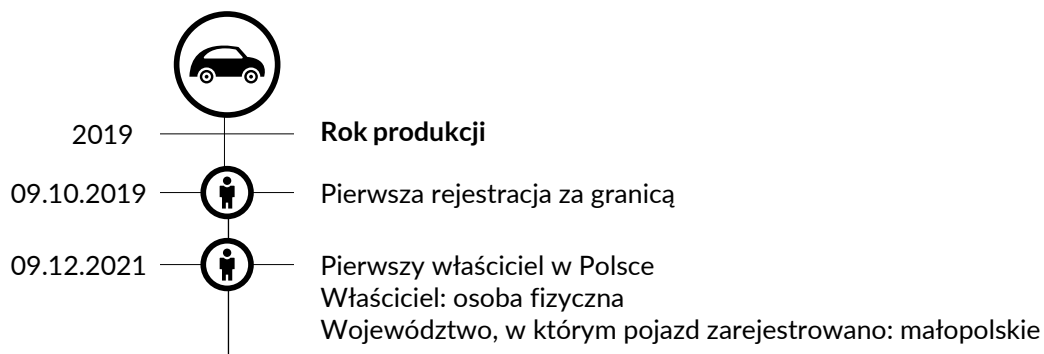 2019 Rok produkcji
09.10.2019 Pierwsza rejestracja za granicą
09.12.2021 Pierwszy właściciel w Polsce
Właściciel: osoba fizyczna
Województwo, w którym pojazd zarejestrowano: małopolskie